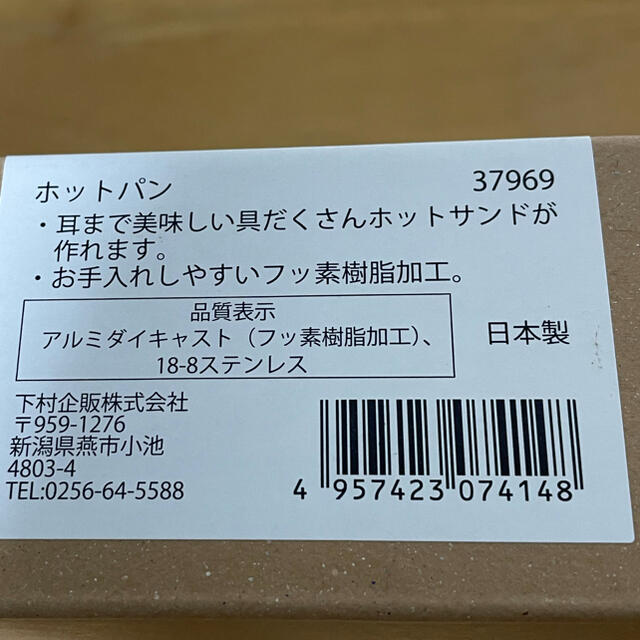 ホットパン 37969
・耳まで美味しい具だくさんホットサンドが
作れます。
・お手入れしやすいフッ素樹脂加工。
品質表示
アルミダイキャスト（フッ素樹脂加工）、
18-8ステンレス
日本製
下村企販株式会社
〒959-1276
新潟県燕市小池
4803-4
TEL:0256-64-5588
4 957423 074148